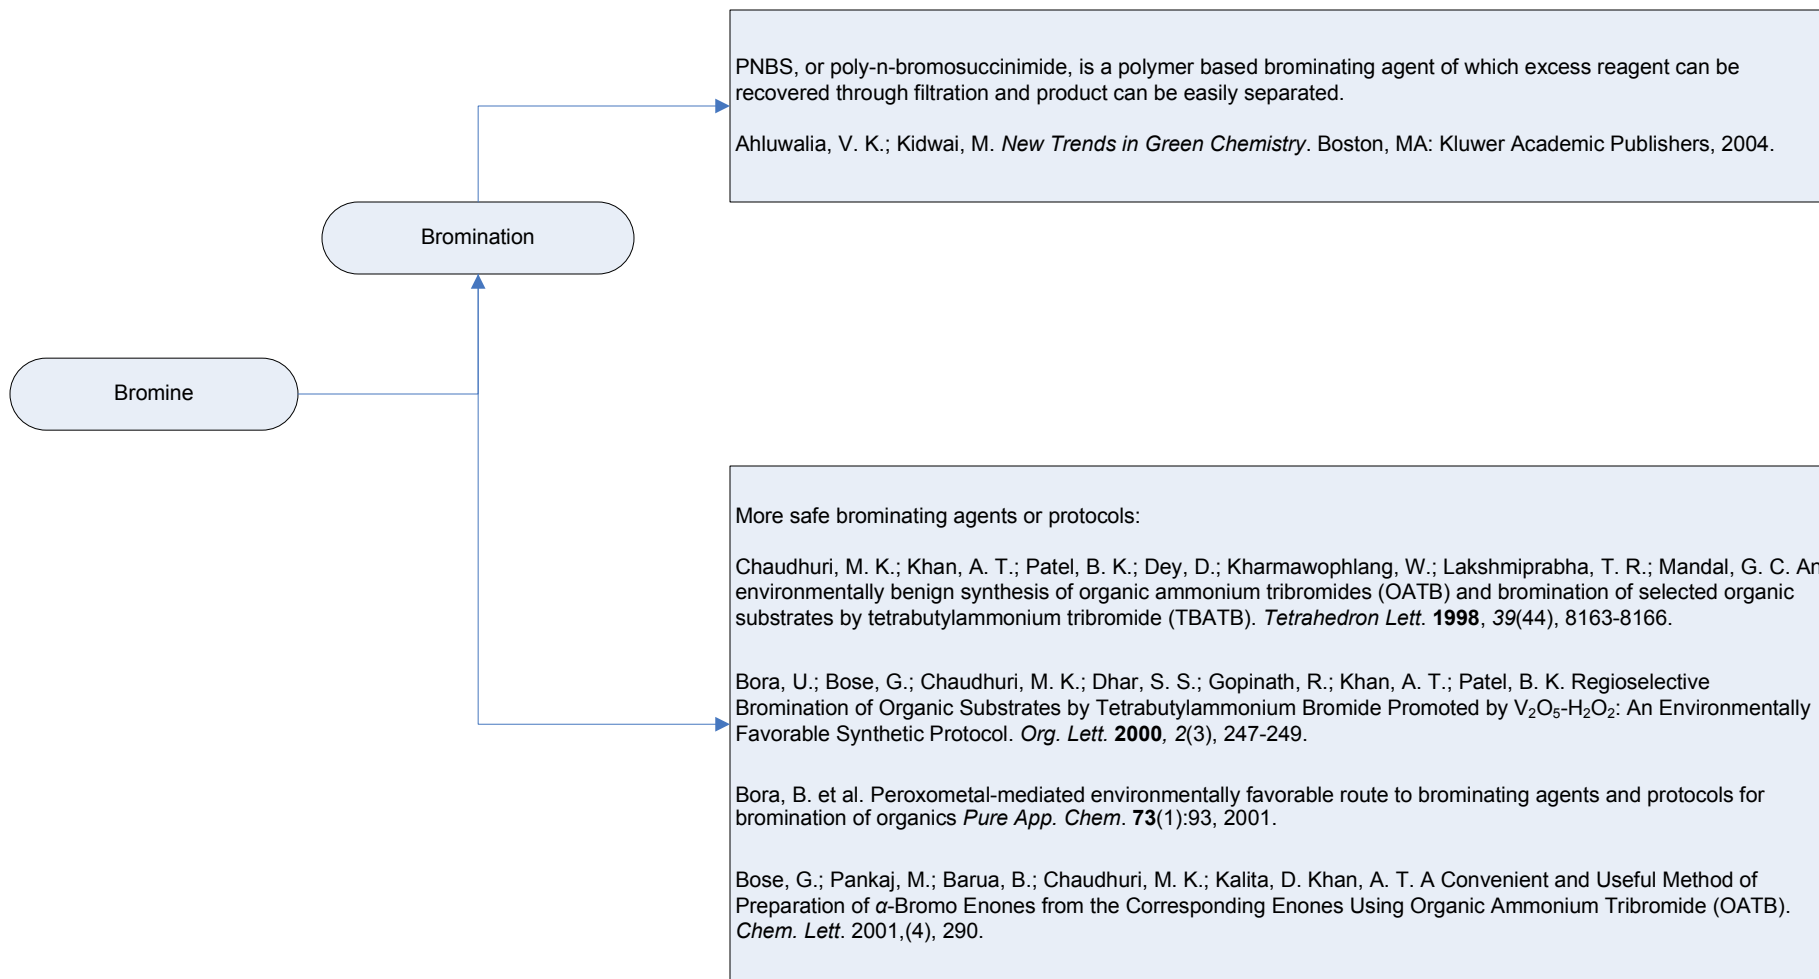 PNBS, or poly-n-bromosuccinimide, is a polymer based brominating agent of which excess reagent can be
recovered through filtration and product can be easily separated.
Ahluwalia, V. K.; Kidwai, M. New Trends in Green Chemistry. Boston, MA: Kluwer Academic Publishers, 2004.
Bromination
Bromine
More safe brominating agents or protocols:
Chaudhuri, M. K.; Khan, A. T.; Patel, B. K.; Dey, D.; Kharmawophlang, W.; Lakshmiprabha, T. R.; Mandal, G. C. An
environmentally benign synthesis of organic ammonium tribromides (OATB) and bromination of selected organic
substrates by tetrabutylammonium tribromide (TBATB). Tetrahedron Lett. 1998, 39(44), 8163-8166.
Bora, U.; Bose, G.; Chaudhuri, M. K.; Dhar, S. S.; Gopinath, R.; Khan, A. T.; Patel, B. K. Regioselective
Bromination of Organic Substrates by Tetrabutylammonium Bromide Promoted by V₂O₅-H₂O₂: An Environmentally
Favorable Synthetic Protocol. Org. Lett. 2000, 2(3), 247-249.
Bora, B. et al. Peroxometal-mediated environmentally favorable route to brominating agents and protocols for
bromination of organics Pure App. Chem. 73(1):93, 2001.
Bose, G.; Pankaj, M.; Barua, B.; Chaudhuri, M. K.; Kalita, D. Khan, A. T. A Convenient and Useful Method of
Preparation of α-Bromo Enones from the Corresponding Enones Using Organic Ammonium Tribromide (OATB).
Chem. Lett. 2001,(4), 290.